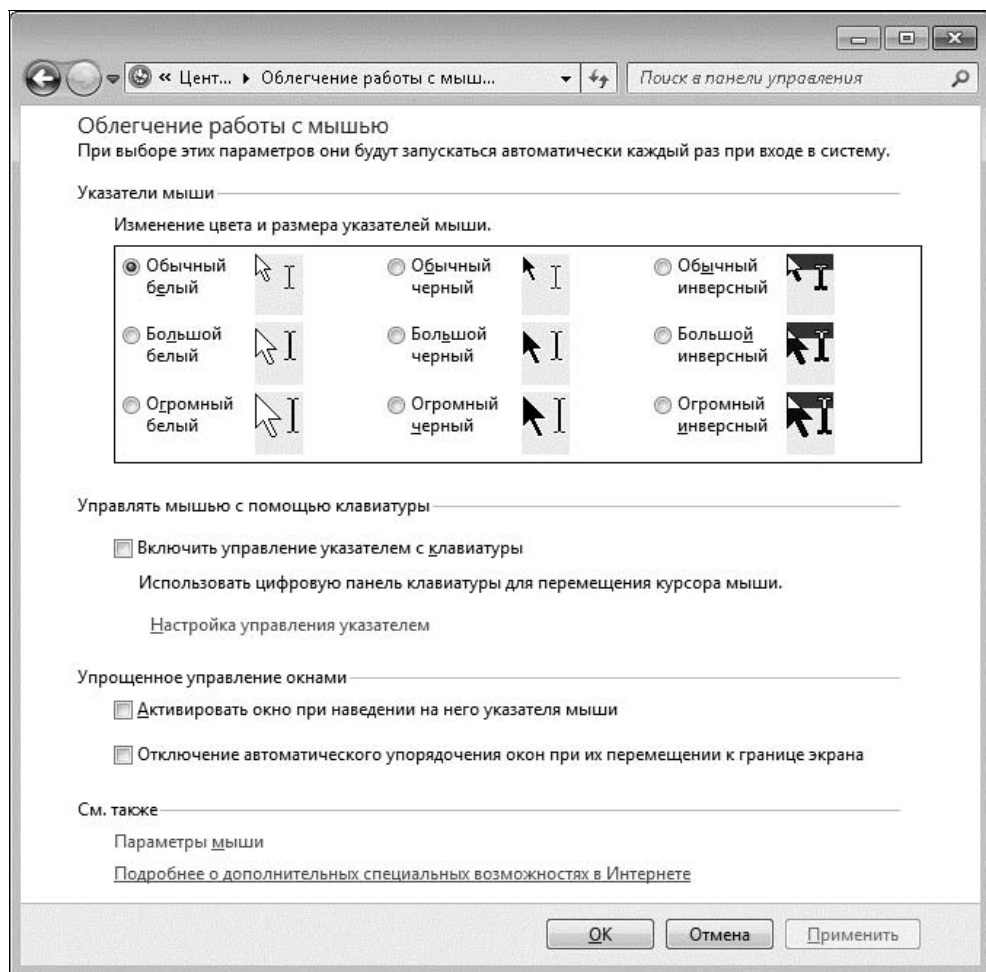 « Цент... Облегчение работы с мыш... Поиск в панели управления
Облегчение работы с мышью
При выборе этих параметров они будут запускаться автоматически каждый раз при входе в систему.
Указатели мыши
Изменение цвета и размера указателей мыши.
Обычный белый
Обычный черный
Обычный инверсный
Большой белый
Большой черный
Большой инверсный
Огромный белый
Огромный черный
Огромный инверсный
Управлять мышью с помощью клавиатуры
Включить управление указателем с клавиатуры
Использовать цифровую панель клавиатуры для перемещения курсора мыши.
Настройка управления указателем
Упрощенное управление окнами
Активировать окно при наведении на него указателя мыши
Отключение автоматического упорядочения окон при их перемещении к границе экрана
См. также
Параметры мыши
Подробнее о дополнительных специальных возможностях в Интернете
OK Отмена Применить